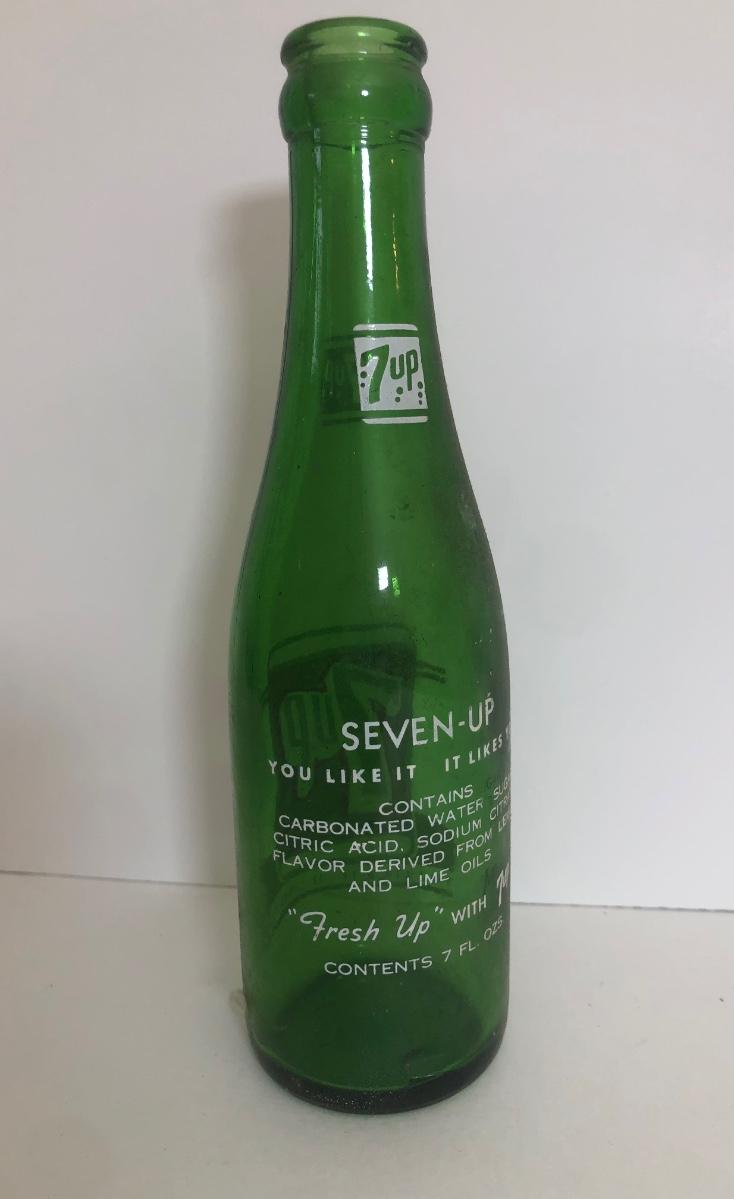 7up
SEVEN-UP
YOU LIKE IT IT LIKES
CONTAINS
CARBONATED WATER
CITRIC ACID. SODIUM
FLAVOR DERIVED FROM
AND LIME OILS
"Fresh Up" WITH
CONTENTS 7 FL. OZS.